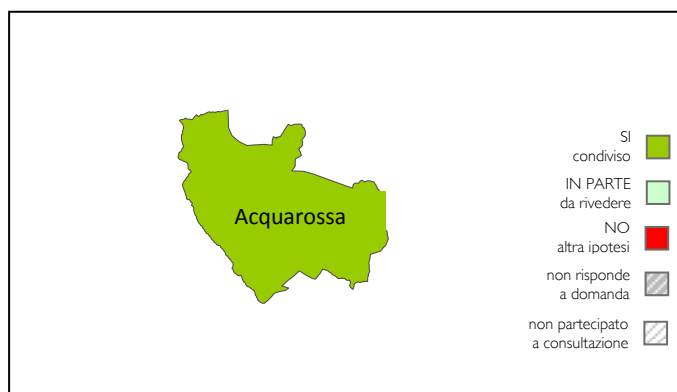 Acquarossa
SI
condiviso
IN PARTE
da rivedere
NO
altra ipotesi
non risponde
a domanda
non partecipato
a consultazione